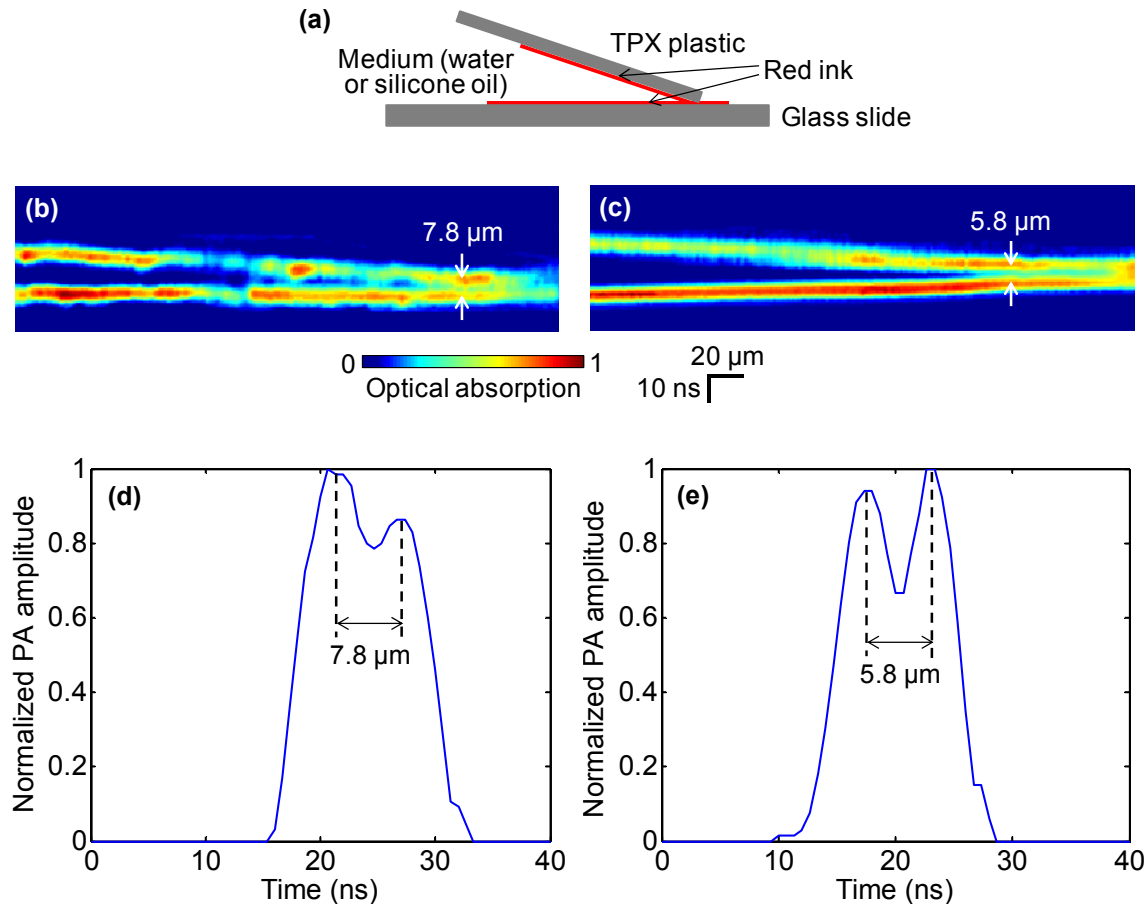 (a)
TPX plastic
Medium (water
or silicone oil)
Red ink
Glass slide
(b)
7.8 µm
(c)
5.8 µm
0
1
Optical absorption
20 µm
10 ns
(d)
7.8 µm
Normalized PA amplitude
1
0.8
0.6
0.4
0.2
0
0
10
20
30
40
Time (ns)
(e)
5.8 µm
Normalized PA amplitude
1
0.8
0.6
0.4
0.2
0
0
10
20
30
40
Time (ns)